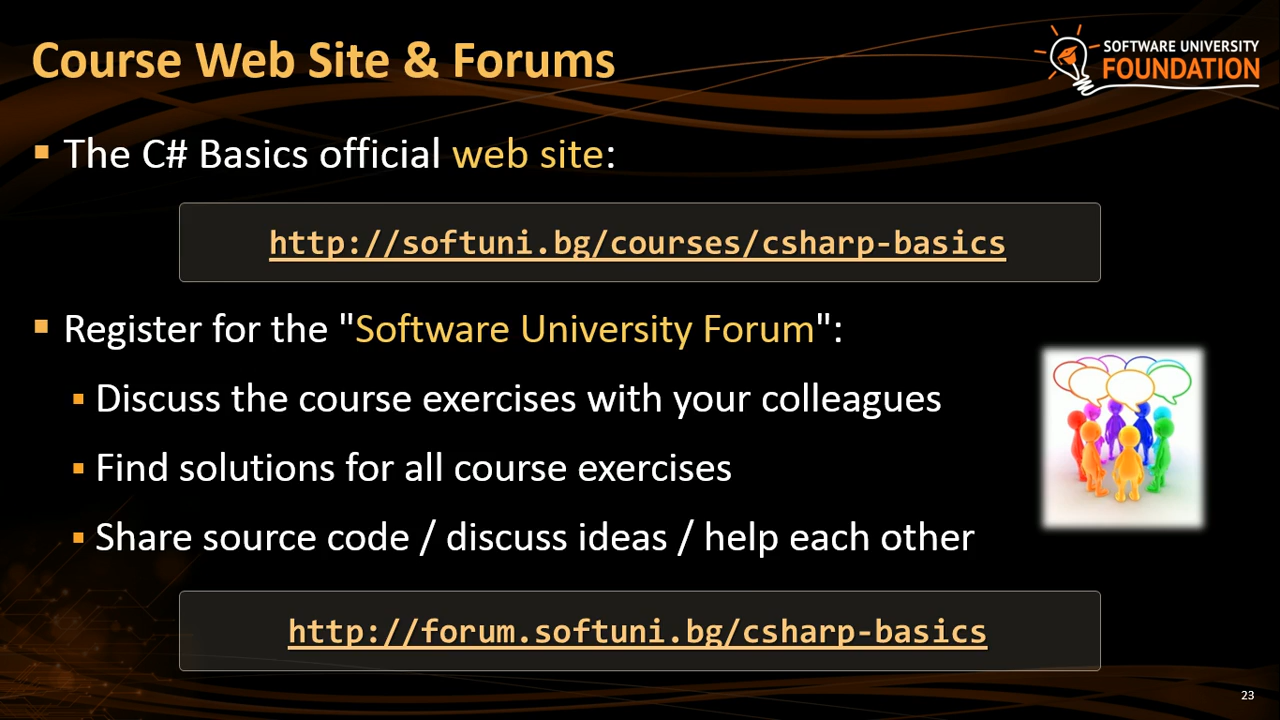 Course Web Site & Forums
SOFTWARE UNIVERSITY
FOUNDATION
▪ The C# Basics official web site:
http://softuni.bg/courses/csharp-basics
▪ Register for the "Software University Forum":
▪ Discuss the course exercises with your colleagues
▪ Find solutions for all course exercises
▪ Share source code / discuss ideas / help each other
http://forum.softuni.bg/csharp-basics
23